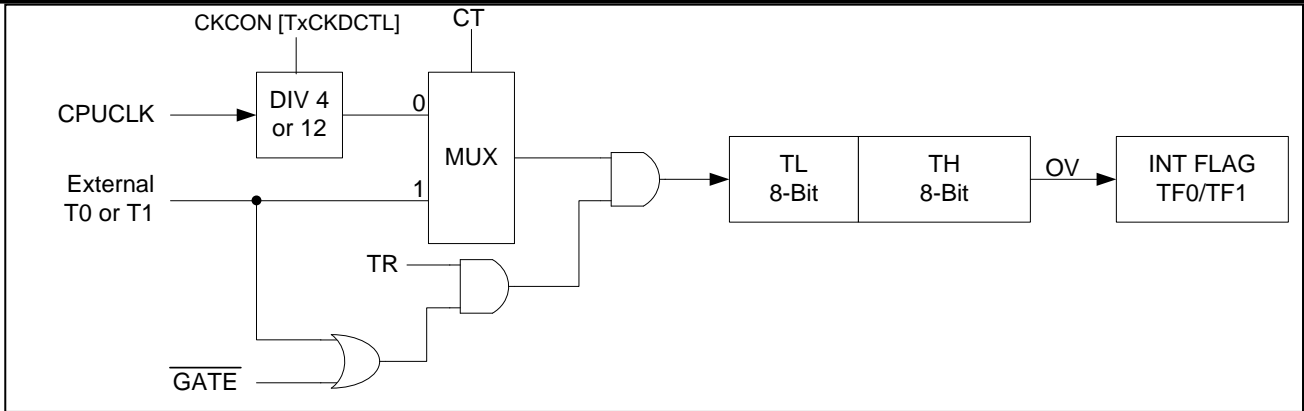 CKCON [TxCKDCTL]
CT
CPUCLK
DIV 4
or 12
0
MUX
External
T0 or T1
1
TL
8-Bit
TH
8-Bit
OV
INT FLAG
TF0/TF1
TR
GATE